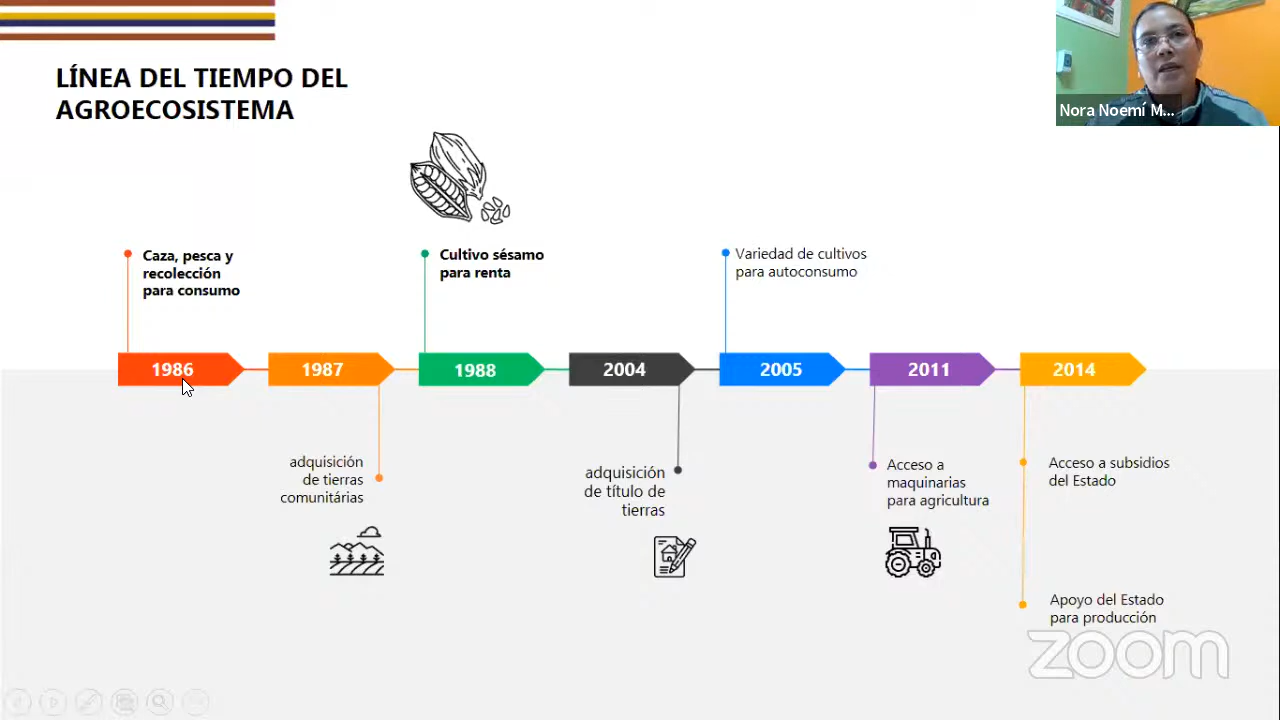 LÍNEA DEL TIEMPO DEL
AGROECOSISTEMA
Nora Noemí M...
Caza, pesca y
recolección
para consumo
Cultivo sésamo
para renta
Variedad de cultivos
para autoconsumo
1986
1987
1988
2004
2005
2011
2014
adquisición
de tierras
comunitárias
adquisición
de título de
tierras
Acceso a
maquinarias
para agricultura
Acceso a subsidios
del Estado
Apoyo del Estado
para producción
zoom